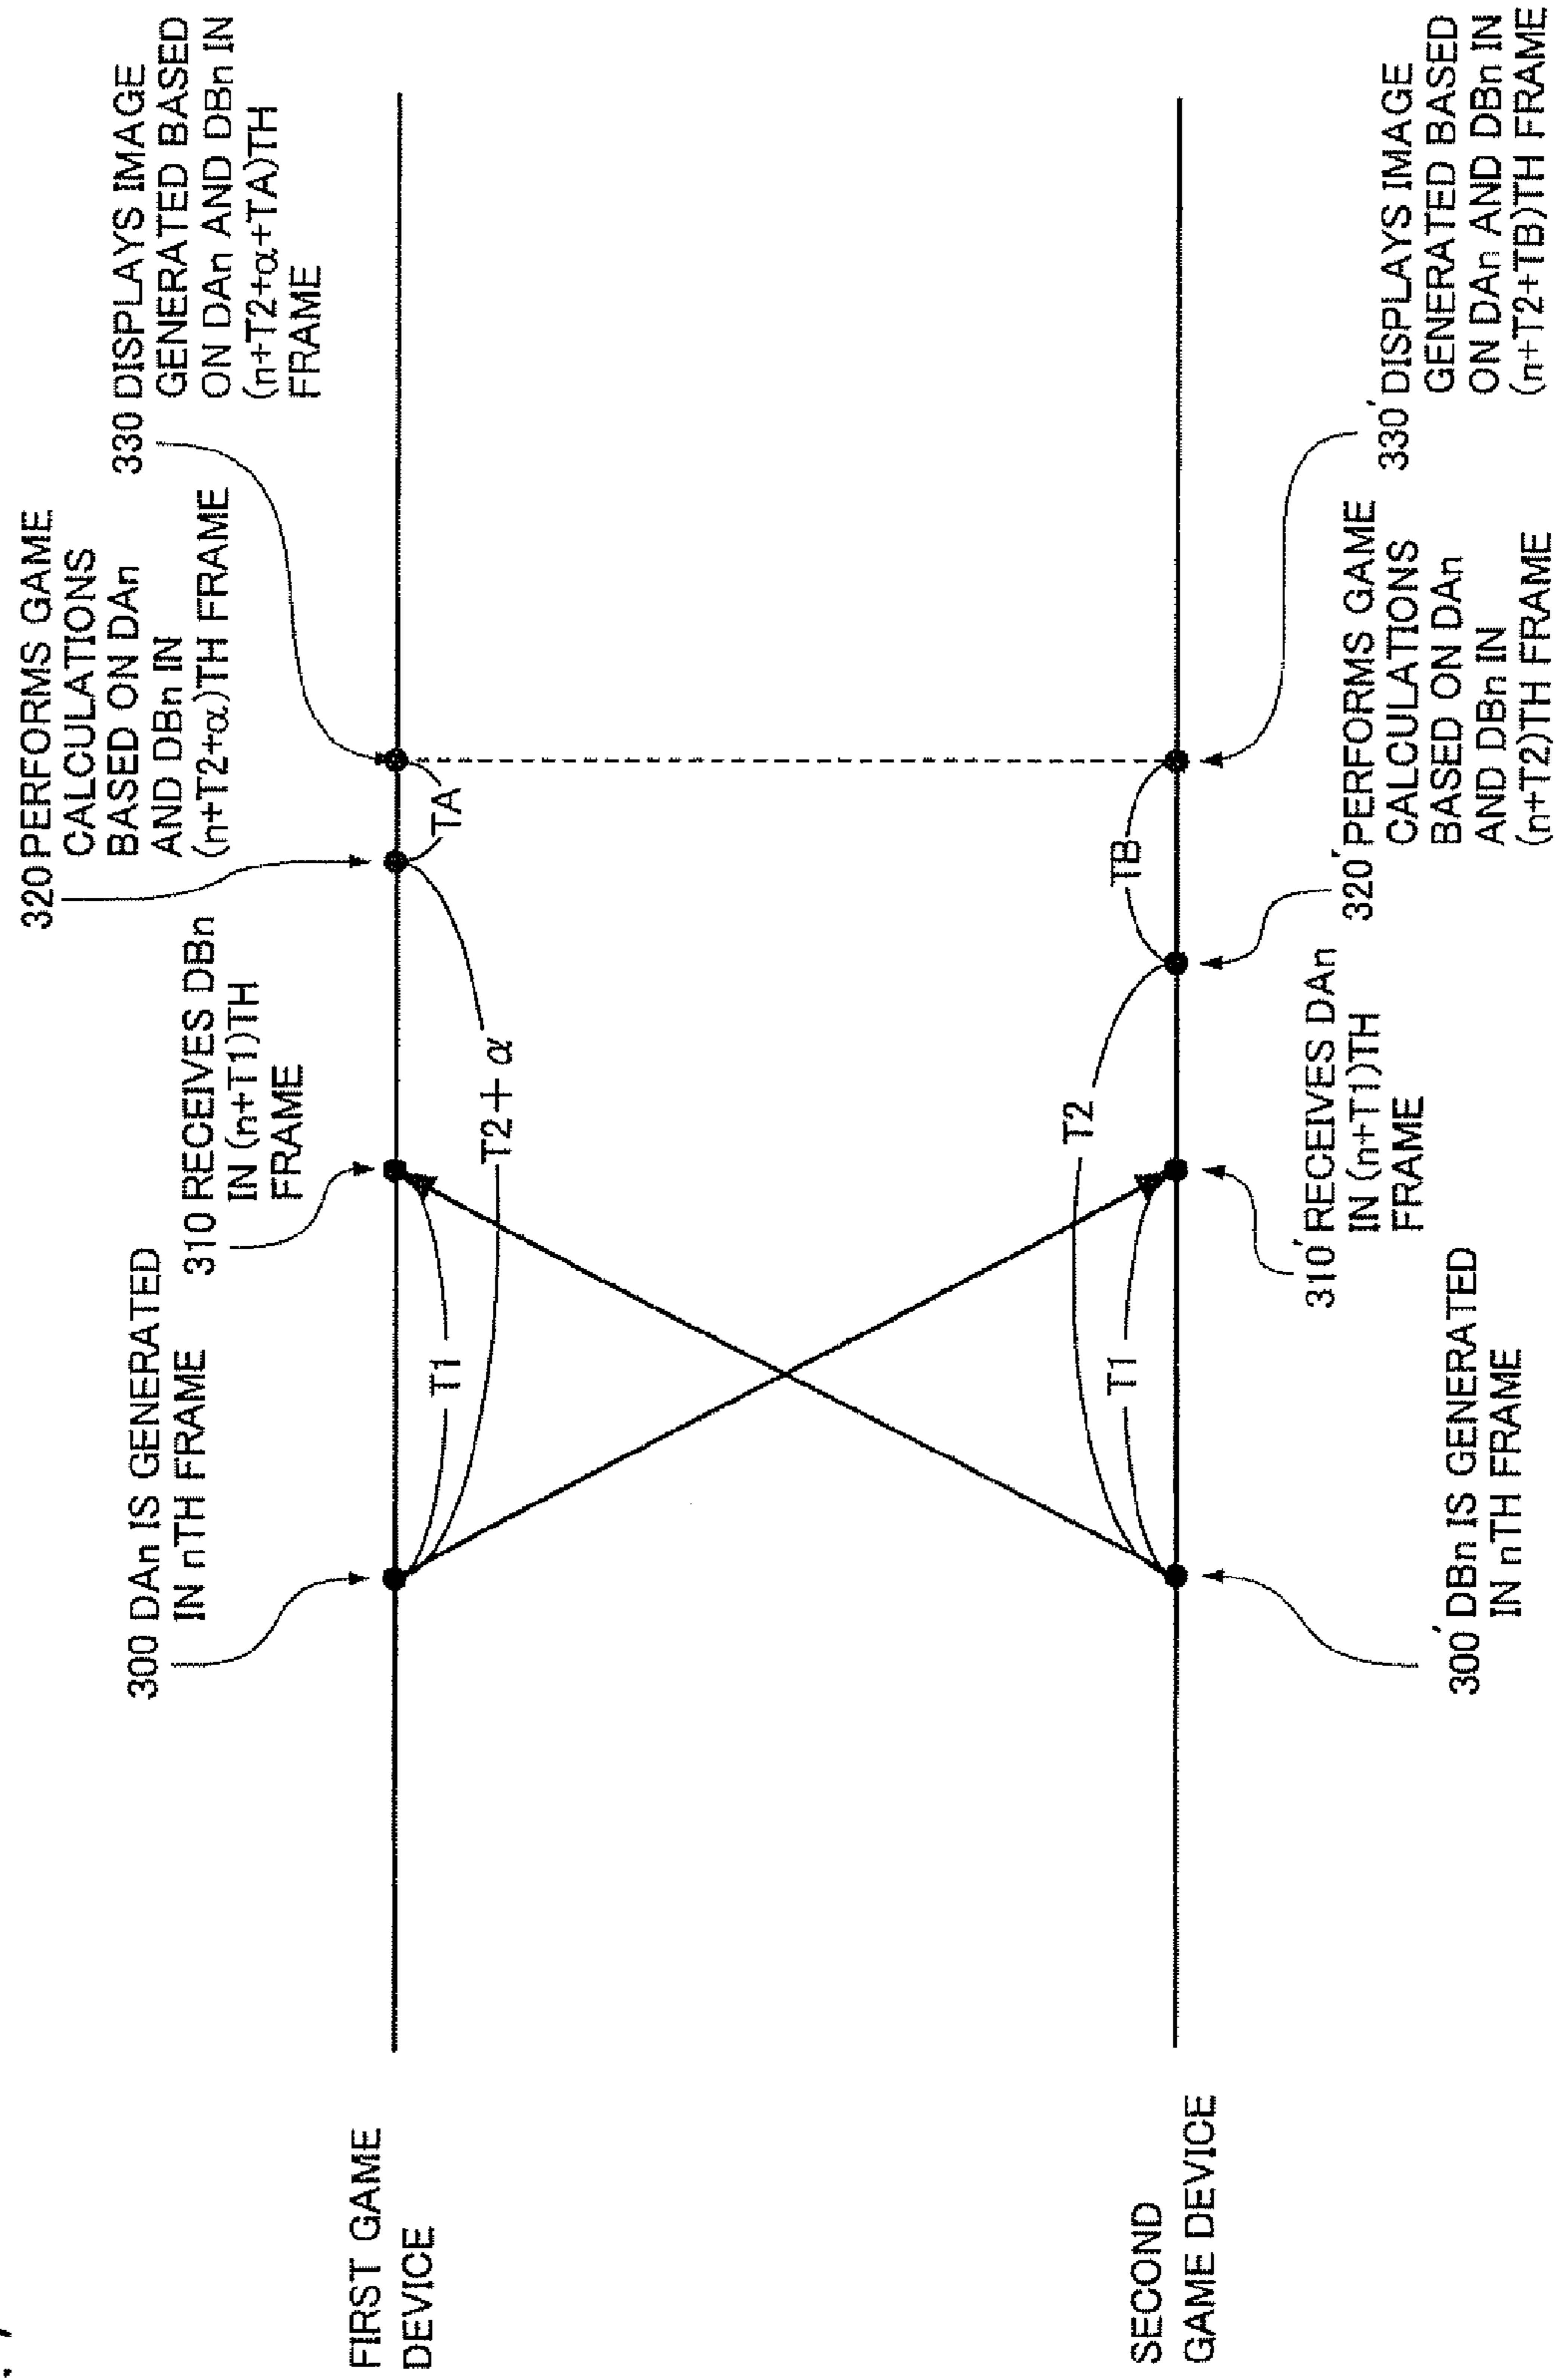 300 DAn IS GENERATED
IN nTH FRAME
310 RECEIVES DBn
IN (n+T1)TH
FRAME
320 PERFORMS GAME
CALCULATIONS
BASED ON DAn
AND DBn IN
(n+T2+α)TH FRAME
330 DISPLAYS IMAGE
GENERATED BASED
ON DAn AND DBn IN
(n+T2+α+TA)TH
FRAME
FIRST GAME
DEVICE
T1
T2+α
TA
SECOND
GAME DEVICE
T1
T2
TB
300' DBn IS GENERATED
IN nTH FRAME
310' RECEIVES DAn
IN (n+T1)TH
FRAME
320' PERFORMS GAME
CALCULATIONS
BASED ON DAn
AND DBn IN
(n+T2)TH FRAME
330' DISPLAYS IMAGE
GENERATED BASED
ON DAn AND DBn IN
(n+T2+TB)TH FRAME